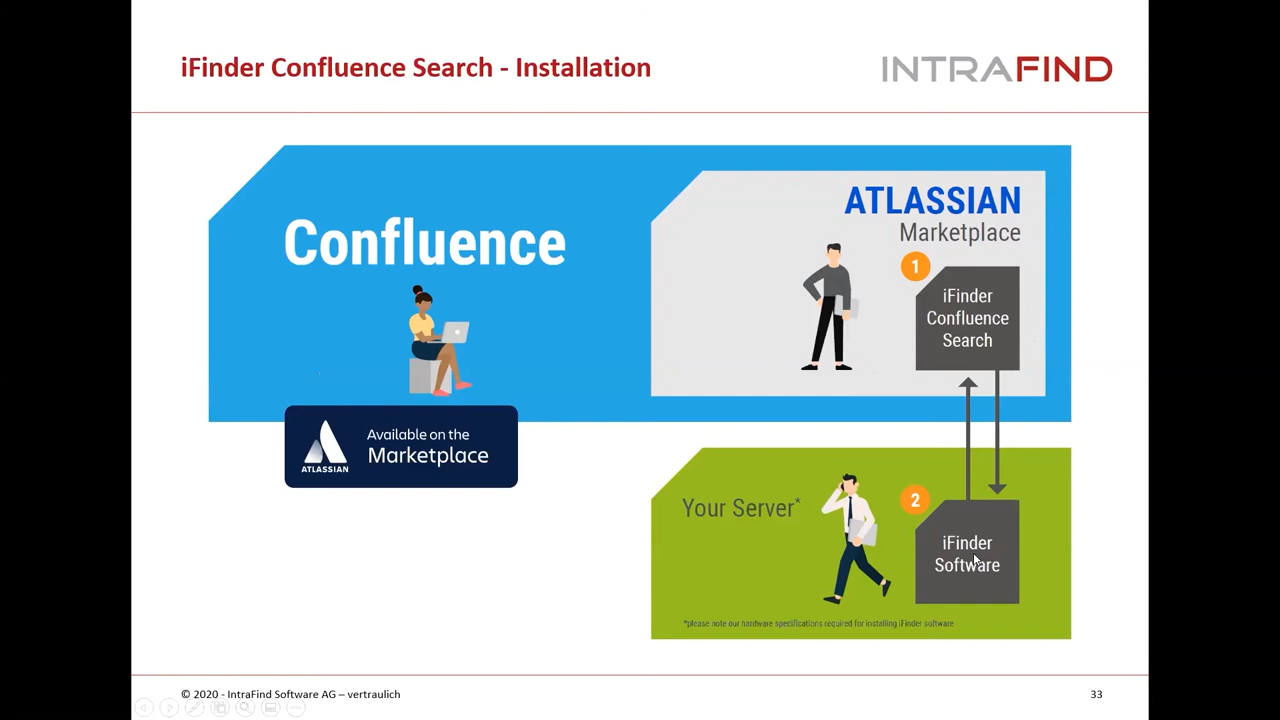 iFinder Confluence Search - Installation
INTRAFIND
Confluence
ATLASSIAN
Marketplace
1
iFinder
Confluence
Search
Available on the
Marketplace
ATLASSIAN
Your Server*
2
iFinder
Software
*please note our hardware specifications required for installing iFinder software
© 2020 - IntraFind Software AG – vertraulich
33